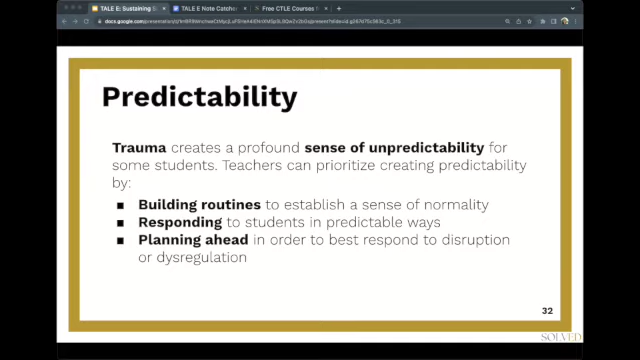 TALE E: Sustaining S
TALE E Note Catcher
Free CTLE Courses f
Predictability
Trauma creates a profound sense of unpredictability for
some students. Teachers can prioritize creating predictability
by:
■ Building routines to establish a sense of normality
■ Responding to students in predictable ways
■ Planning ahead in order to best respond to disruption
or dysregulation
32
SOLVED